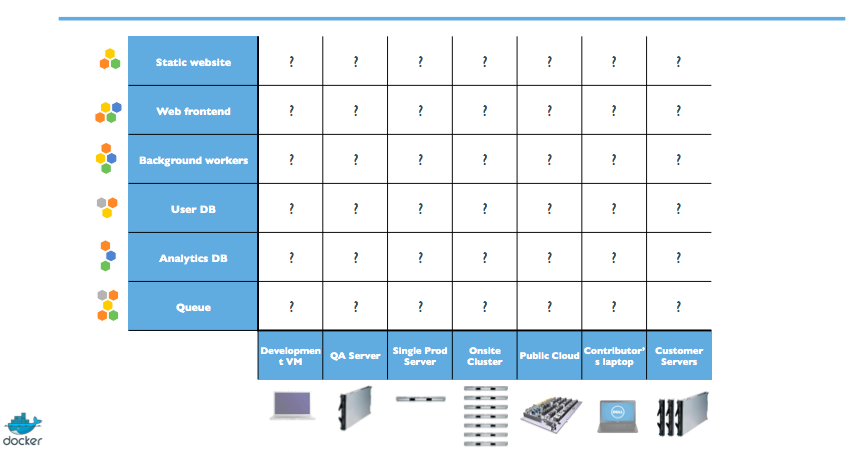 Static website ? ? ? ? ? ? ?
Web frontend ? ? ? ? ? ? ?
Background workers ? ? ? ? ? ? ?
User DB ? ? ? ? ? ? ?
Analytics DB ? ? ? ? ? ? ?
Queue ? ? ? ? ? ? ?
Developmen
t VM
QA Server
Single Prod
Server
Onsite
Cluster
Public Cloud
Contributor'
s laptop
Customer
Servers
DELL
docker